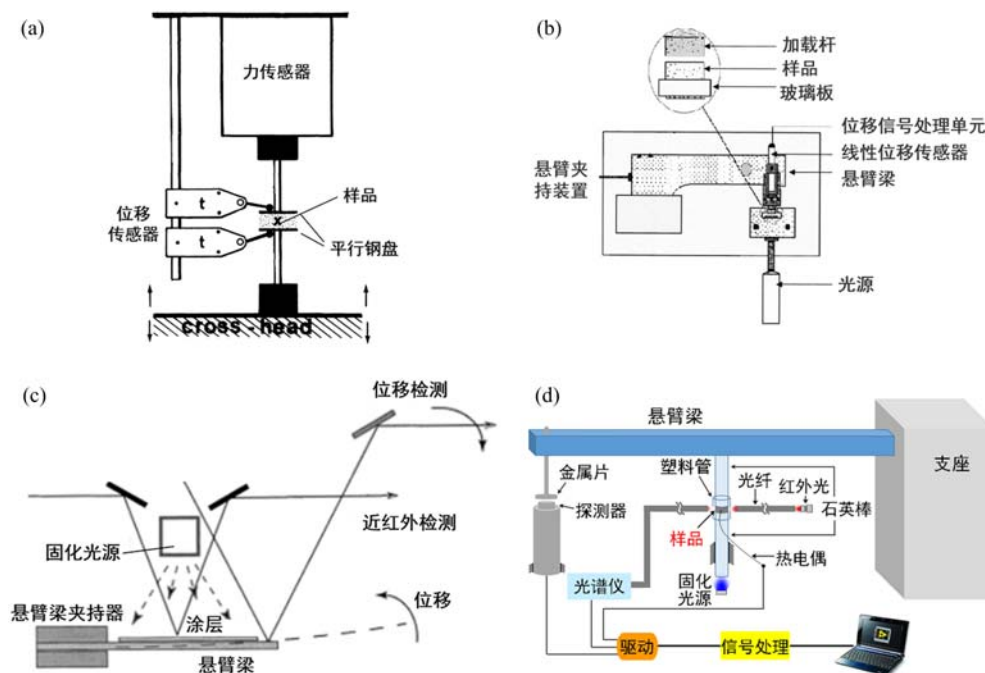 (a)
力传感器
样品
x
t
位移
传感器
t
平行钢盘
cross-head
(b)
加载杆
样品
玻璃板
位移信号处理单元
线性位移传感器
悬臂梁
悬臂夹
持装置
光源
(c)
位移检测
近红外检测
固化光源
悬臂梁夹持器
涂层
位移
悬臂梁
(d)
悬臂梁
支座
金属片
塑料管
光纤
红外光
探测器
石英棒
样品
热电偶
光谱仪
固化
光源
驱动
信号处理